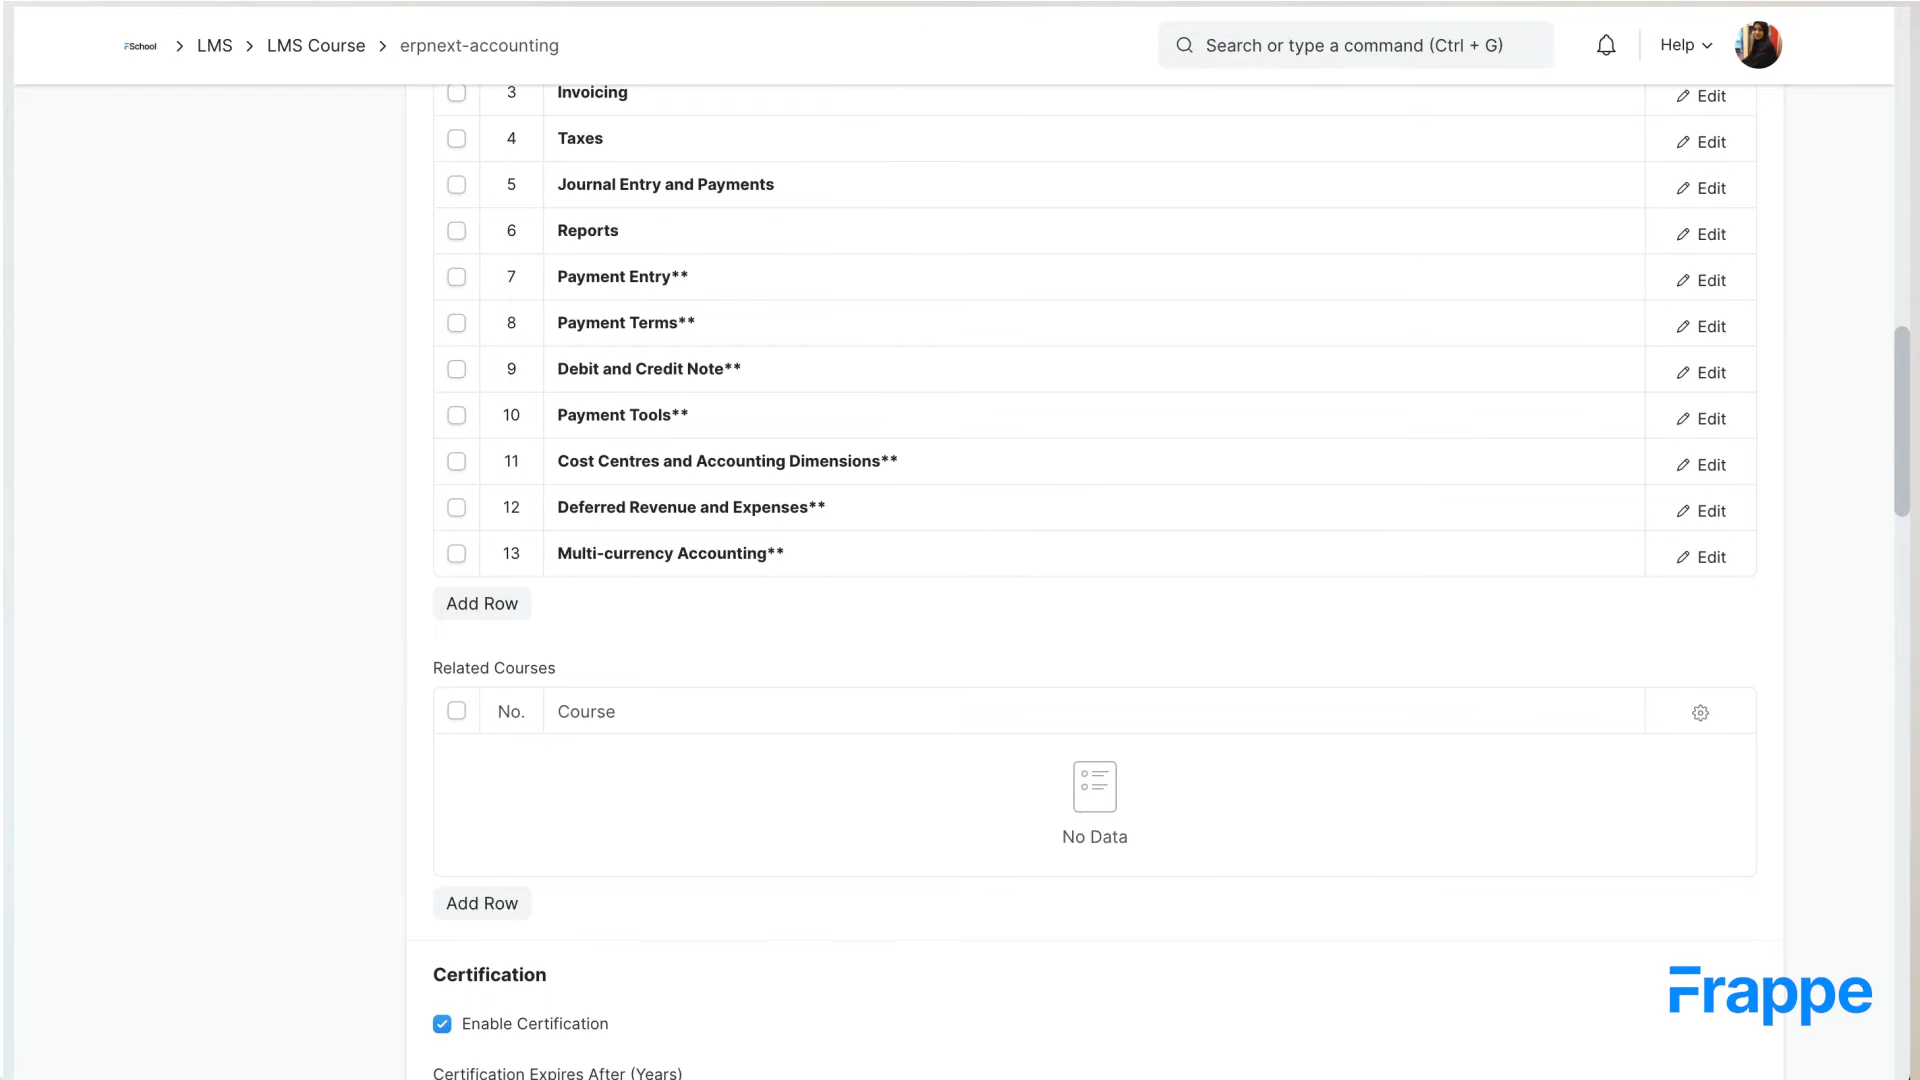 FSchool > LMS > LMS Course > erpnext-accounting
Search or type a command (Ctrl + G)
Help
3 Invoicing Edit
4 Taxes Edit
5 Journal Entry and Payments Edit
6 Reports Edit
7 Payment Entry** Edit
8 Payment Terms** Edit
9 Debit and Credit Note** Edit
10 Payment Tools** Edit
11 Cost Centres and Accounting Dimensions** Edit
12 Deferred Revenue and Expenses** Edit
13 Multi-currency Accounting** Edit
Add Row
Related Courses
No. Course
No Data
Add Row
Certification
Enable Certification
Certification Expires After (Years)
Frappe